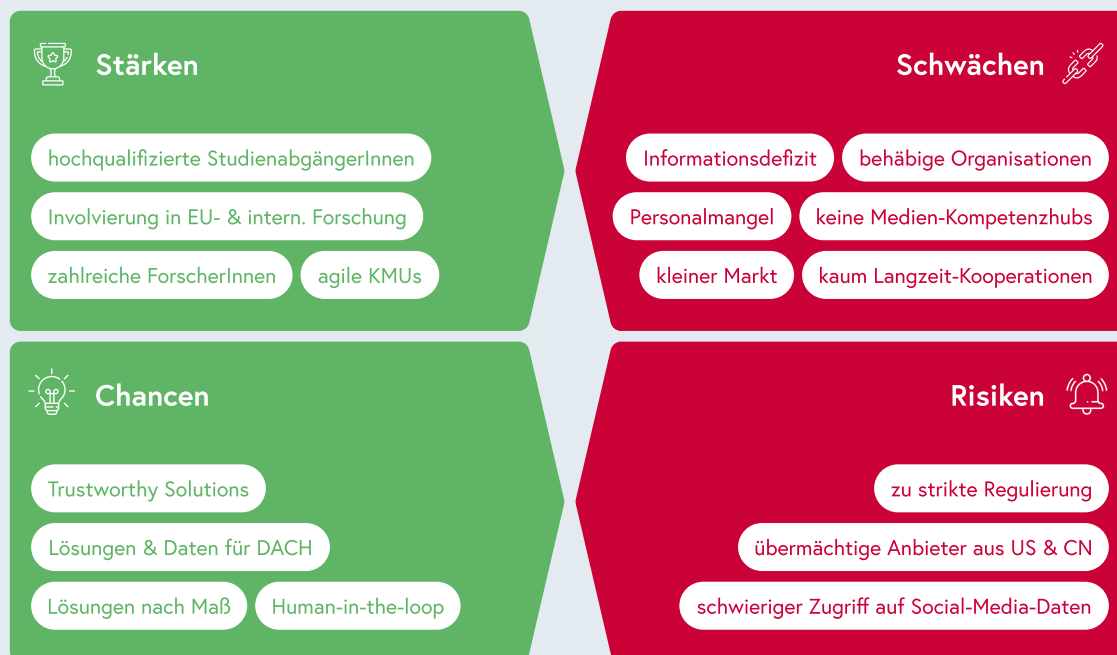 Stärken
hochqualifizierte StudienabgängerInnen
Involvierung in EU- & intern. Forschung
zahlreiche ForscherInnen
agile KMUs
Schwächen
Informationsdefizit
behäbige Organisationen
Personalmangel
keine Medien-Kompetenzhubs
kleiner Markt
kaum Langzeit-Kooperationen
Chancen
Trustworthy Solutions
Lösungen & Daten für DACH
Lösungen nach Maß
Human-in-the-loop
Risiken
zu strikte Regulierung
übermächtige Anbieter aus US & CN
schwieriger Zugriff auf Social-Media-Daten